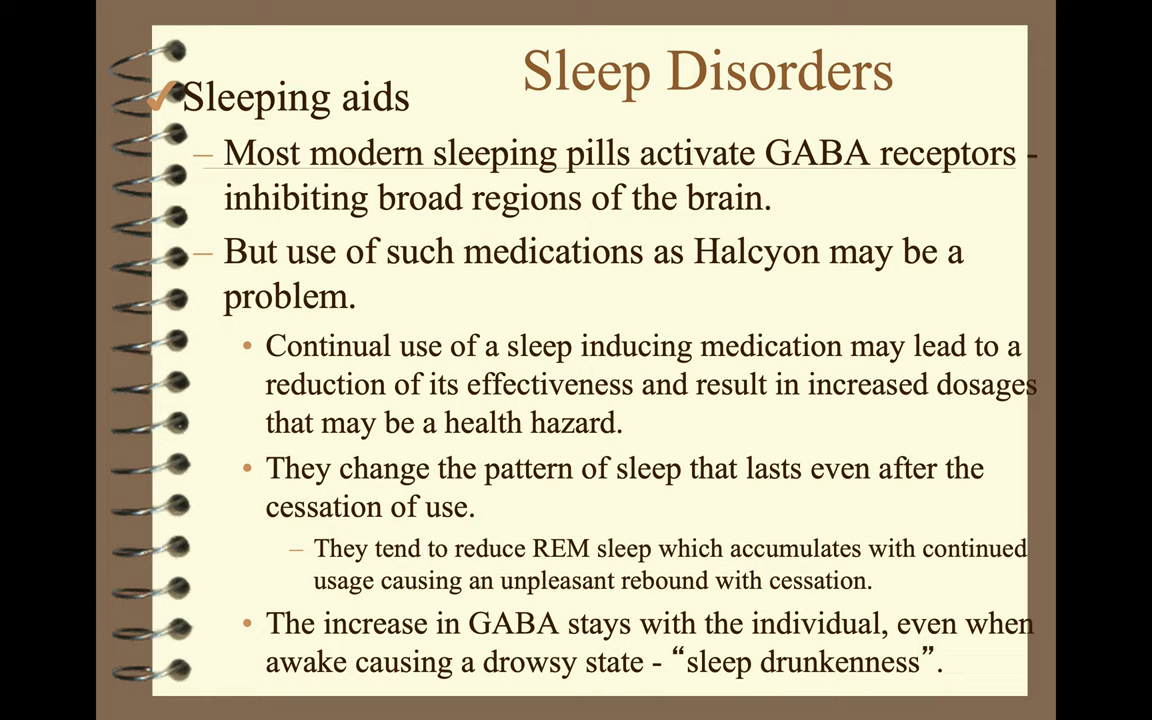 Sleep Disorders
✓Sleeping aids
– Most modern sleeping pills activate GABA receptors -
inhibiting broad regions of the brain.
– But use of such medications as Halcyon may be a
problem.
• Continual use of a sleep inducing medication may lead to a
reduction of its effectiveness and result in increased dosages
that may be a health hazard.
• They change the pattern of sleep that lasts even after the
cessation of use.
– They tend to reduce REM sleep which accumulates with continued
usage causing an unpleasant rebound with cessation.
• The increase in GABA stays with the individual, even when
awake causing a drowsy state - “sleep drunkenness”.